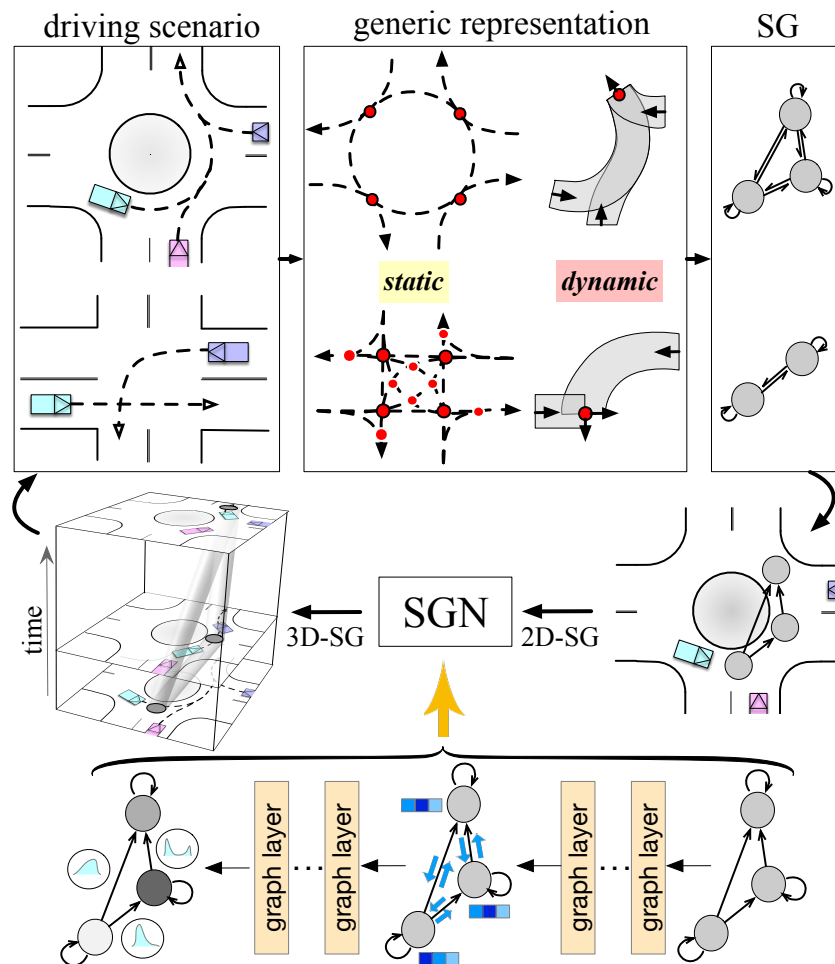 driving scenario
generic representation
SG
static
dynamic
time
3D-SG
SGN
2D-SG
graph layer
...
graph layer
graph layer
...
graph layer